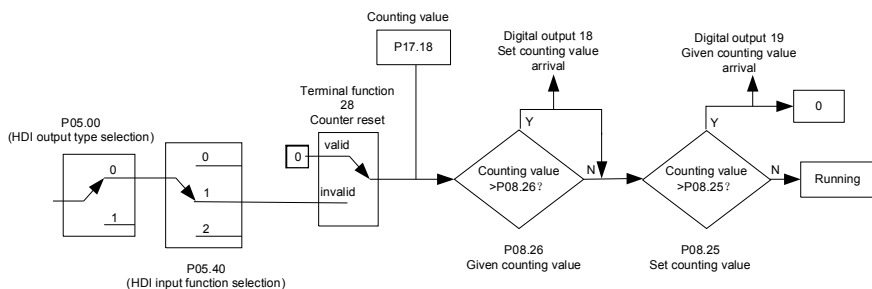 Counting value
P17.18
Digital output 18
Set counting value
arrival
Digital output 19
Given counting value
arrival
Terminal function
28
Counter reset
P05.00
(HDI output type selection)
0
1
0
1
2
P05.40
(HDI input function selection)
0
valid
invalid
Y
Counting value
>P08.26?
N
P08.26
Given counting value
Y
0
Counting value
>P08.25?
N
Running
P08.25
Set counting value